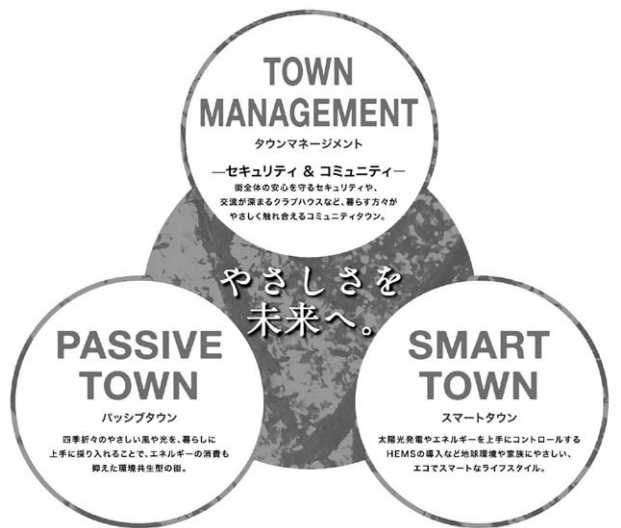 TOWN
MANAGEMENT
タウンマネージメント
―セキュリティ & コミュニティ―
街全体の安心を守るセキュリティや、
交流が深まるクラブハウスなど、暮らす方々が
やさしく触れ合えるコミュニティタウン。
やさしさを
未来へ。
PASSIVE
TOWN
パッシブタウン
四季折々のやさしい風や光を、暮らしに
上手に採り入れることで、エネルギーの消費も
抑えた環境共生型の街。
SMART
TOWN
スマートタウン
太陽光発電やエネルギーを上手にコントロールする
HEMSの導入など地球環境や家族にやさしい、
エコでスマートなライフスタイル。